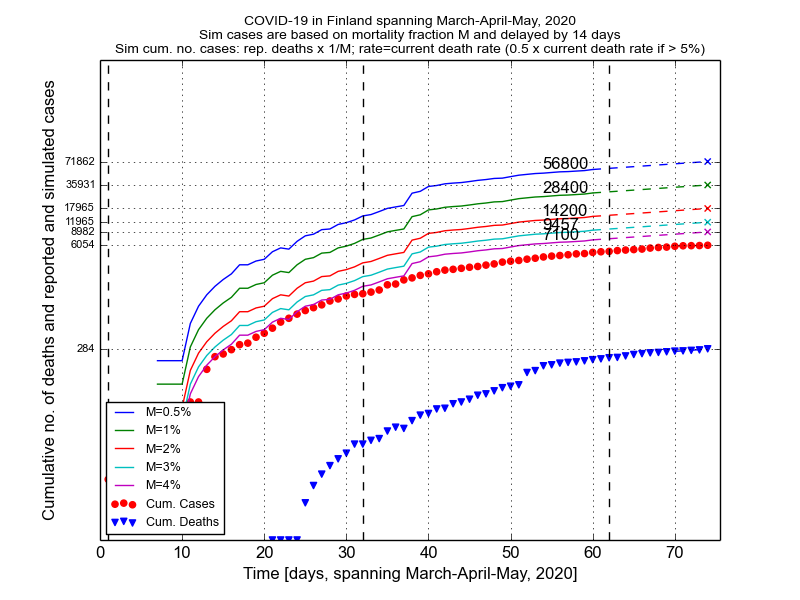 COVID-19 in Finland spanning March-April-May, 2020
Sim cases are based on mortality fraction M and delayed by 14 days
Sim cum. no. cases: rep. deaths x 1/M; rate=current death rate (0.5 x current death rate if > 5%)
Cumulative no. of deaths and reported and simulated cases
71862
35931
17965
11965
8982
6054
284
56800
28400
14200
9457
7100
M=0.5%
M=1%
M=2%
M=3%
M=4%
Cum. Cases
Cum. Deaths
0 10 20 30 40 50 60 70
Time [days, spanning March-April-May, 2020]